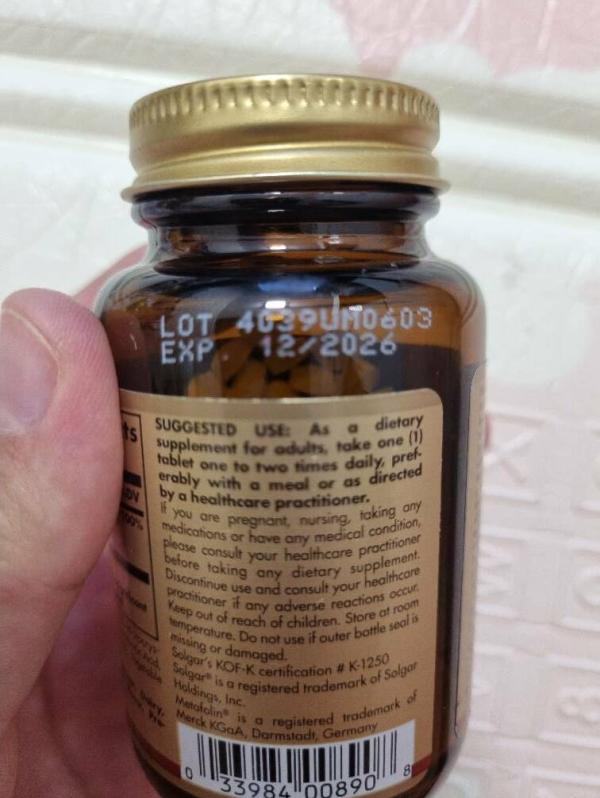 LOT 4039UM0603
EXP 12/2026
SUGGESTED USE: As a dietary
supplement for adults, take one (1)
tablet one to two times daily, pref-
erably with a meal or as directed
by a healthcare practitioner.
If you are pregnant, nursing, taking any
medications or have any medical condition,
please consult your healthcare practitioner
before taking any dietary supplement.
Discontinue use and consult your healthcare
practitioner if any adverse reactions occur.
Keep out of reach of children. Store at room
temperature. Do not use if outer bottle seal is
missing or damaged.
Solgar's KOF-K certification # K-1250
Solgar® is a registered trademark of Solgar
Holdings, Inc.
Metafolin® is a registered trademark of
Merck KGaA, Darmstadt, Germany
0 33984 00890 8